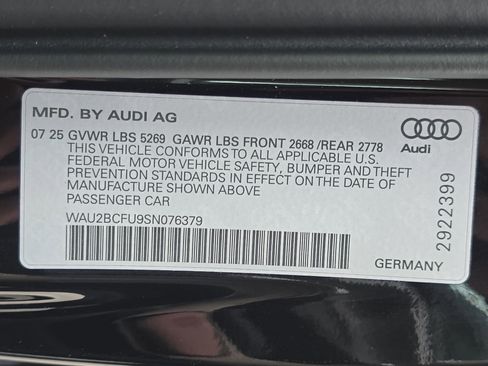 MFD. BY AUDI AG
07 25 GVWR LBS 5269 GAWR LBS FRONT 2668 /REAR 2778
THIS VEHICLE CONFORMS TO ALL APPLICABLE U.S.
FEDERAL MOTOR VEHICLE SAFETY, BUMPER AND THEFT
PREVENTION STANDARDS IN EFFECT ON THE DATE OF
MANUFACTURE SHOWN ABOVE
PASSENGER CAR
WAU2BCFU9SN076379
GERMANY
Audi
2922399